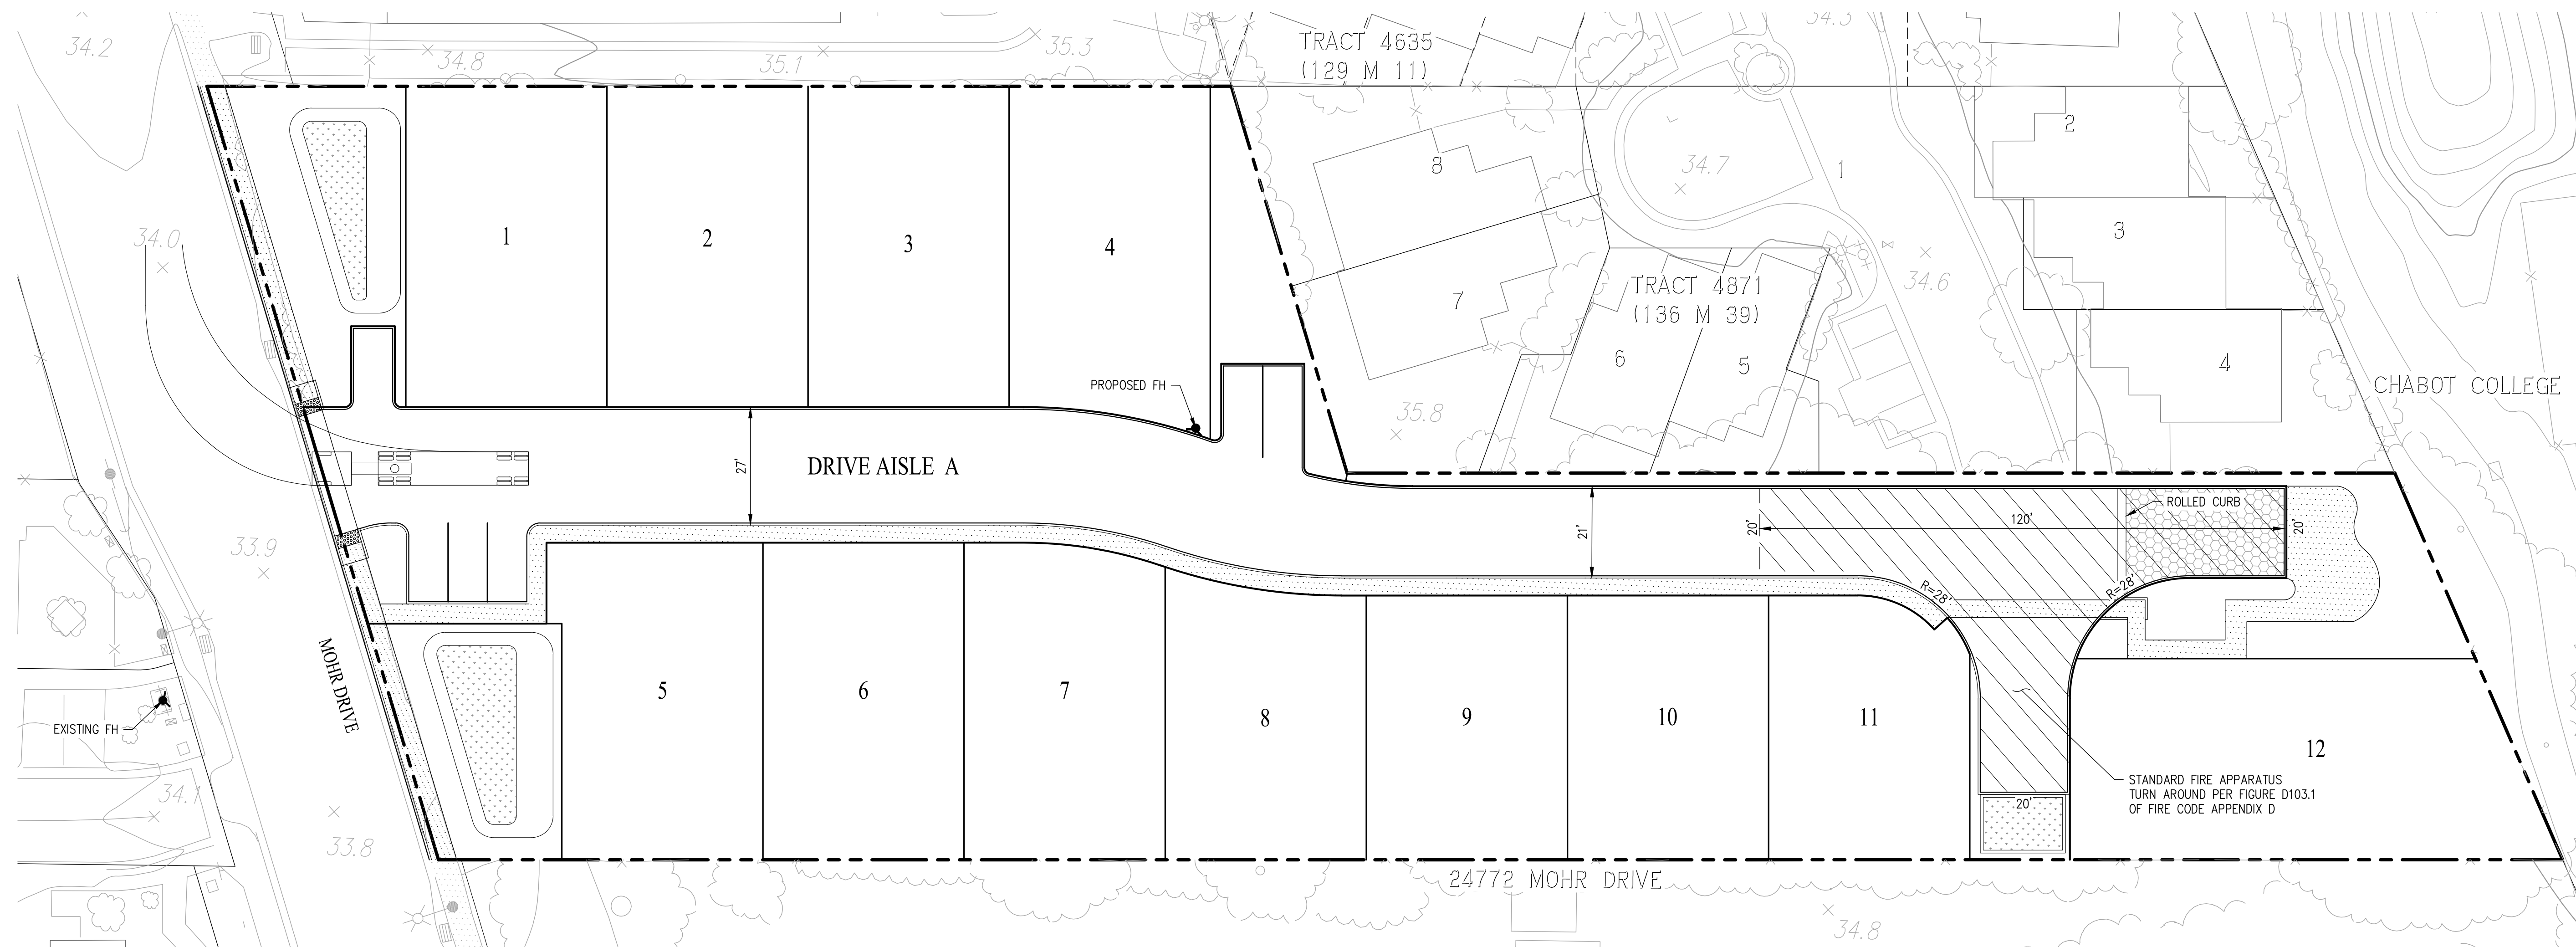 34.2
34.8
35.1
35.3
TRACT 4635
(129 M 11)
34.3
8
34.7
1
2
34.0
1
2
3
4
3
7
TRACT 4871
(136 M 39)
34.6
6
5
4
CHABOT COLLEGE
PROPOSED FH
35.8
27'
DRIVE AISLE A
ROLLED CURB
20'
120'
20'
21'
33.9
R=28'
R=28'
MOHR DRIVE
5
6
7
8
9
10
11
12
EXISTING FH
STANDARD FIRE APPARATUS
TURN AROUND PER FIGURE D103.1
OF FIRE CODE APPENDIX D
34.1
20'
33.8
24772 MOHR DRIVE
34.8